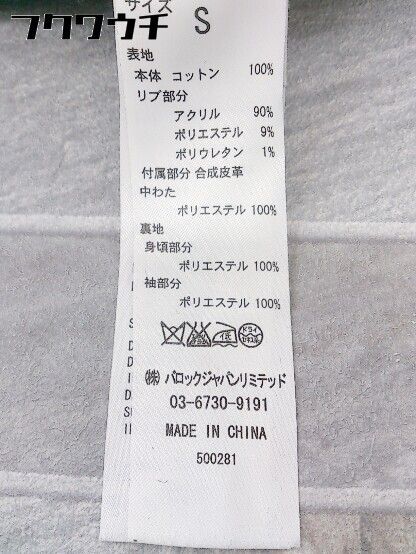 フクワウチ
サイズ
S
表地
本体 コットン 100%
リブ部分
アクリル 90%
ポリエステル 9%
ポリウレタン 1%
付属部分 合成皮革
中わた
ポリエステル 100%
裏地
身頃部分
ポリエステル 100%
袖部分
ポリエステル 100%
低 ドライ
㈱ バロックジャパンリミテッド
03-6730-9191
MADE IN CHINA
500281